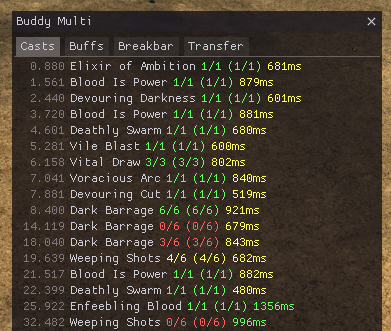 Buddy Multi
Casts Buffs Breakbar Transfer
0.880 Elixir of Ambition 1/1 (1/1) 681ms
1.561 Blood Is Power 1/1 (1/1) 879ms
2.440 Devouring Darkness 1/1 (1/1) 601ms
3.720 Blood Is Power 1/1 (1/1) 881ms
4.601 Deathly Swarm 1/1 (1/1) 680ms
5.281 Vile Blast 1/1 (1/1) 600ms
6.158 Vital Draw 3/3 (3/3) 802ms
7.041 Voracious Arc 1/1 (1/1) 840ms
7.881 Devouring Cut 1/1 (1/1) 519ms
8.400 Dark Barrage 6/6 (6/6) 921ms
14.119 Dark Barrage 0/6 (0/6) 679ms
18.040 Dark Barrage 3/6 (3/6) 843ms
19.639 Weeping Shots 4/6 (4/6) 682ms
21.517 Blood Is Power 1/1 (1/1) 882ms
22.399 Deathly Swarm 1/1 (1/1) 480ms
25.922 Enfeebling Blood 1/1 (1/1) 1356ms
32.482 Weeping Shots 0/6 (0/6) 996ms